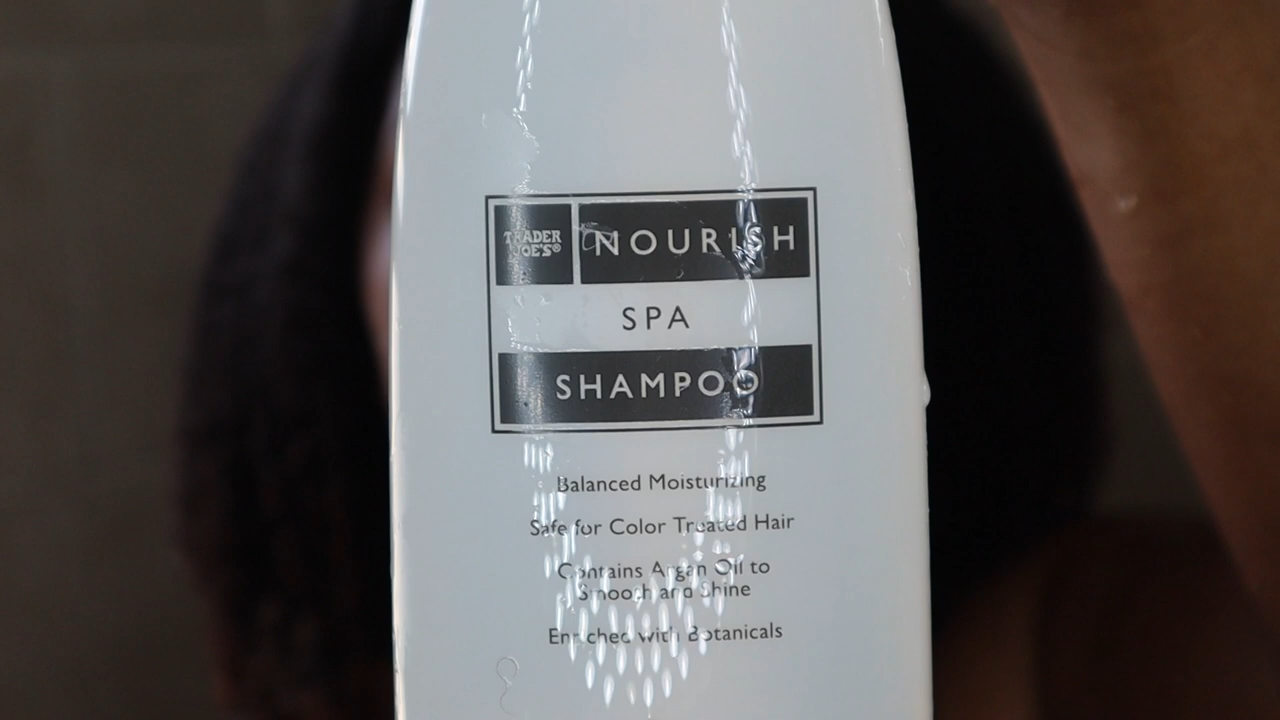 TRADER
JOE'S®
NOURISH
SPA
SHAMPOO
Balanced Moisturizing
Safe for Color Treated Hair
Contains Argan Oil to
Smooth and Shine
Enriched with Botanicals